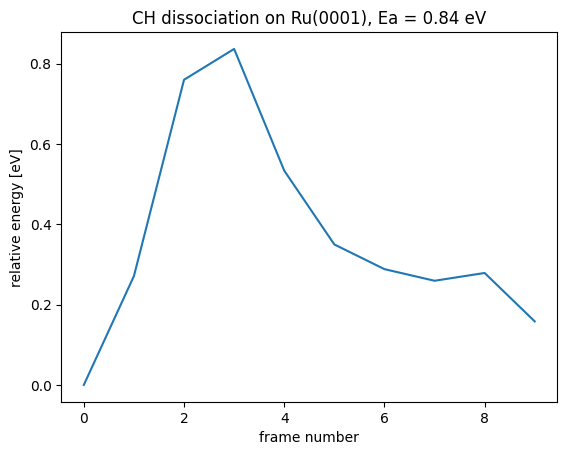 CH dissociation on Ru(0001), Ea = 0.84 eV
relative energy [eV]
0.8
0.6
0.4
0.2
0.0
0 2 4 6 8
frame number